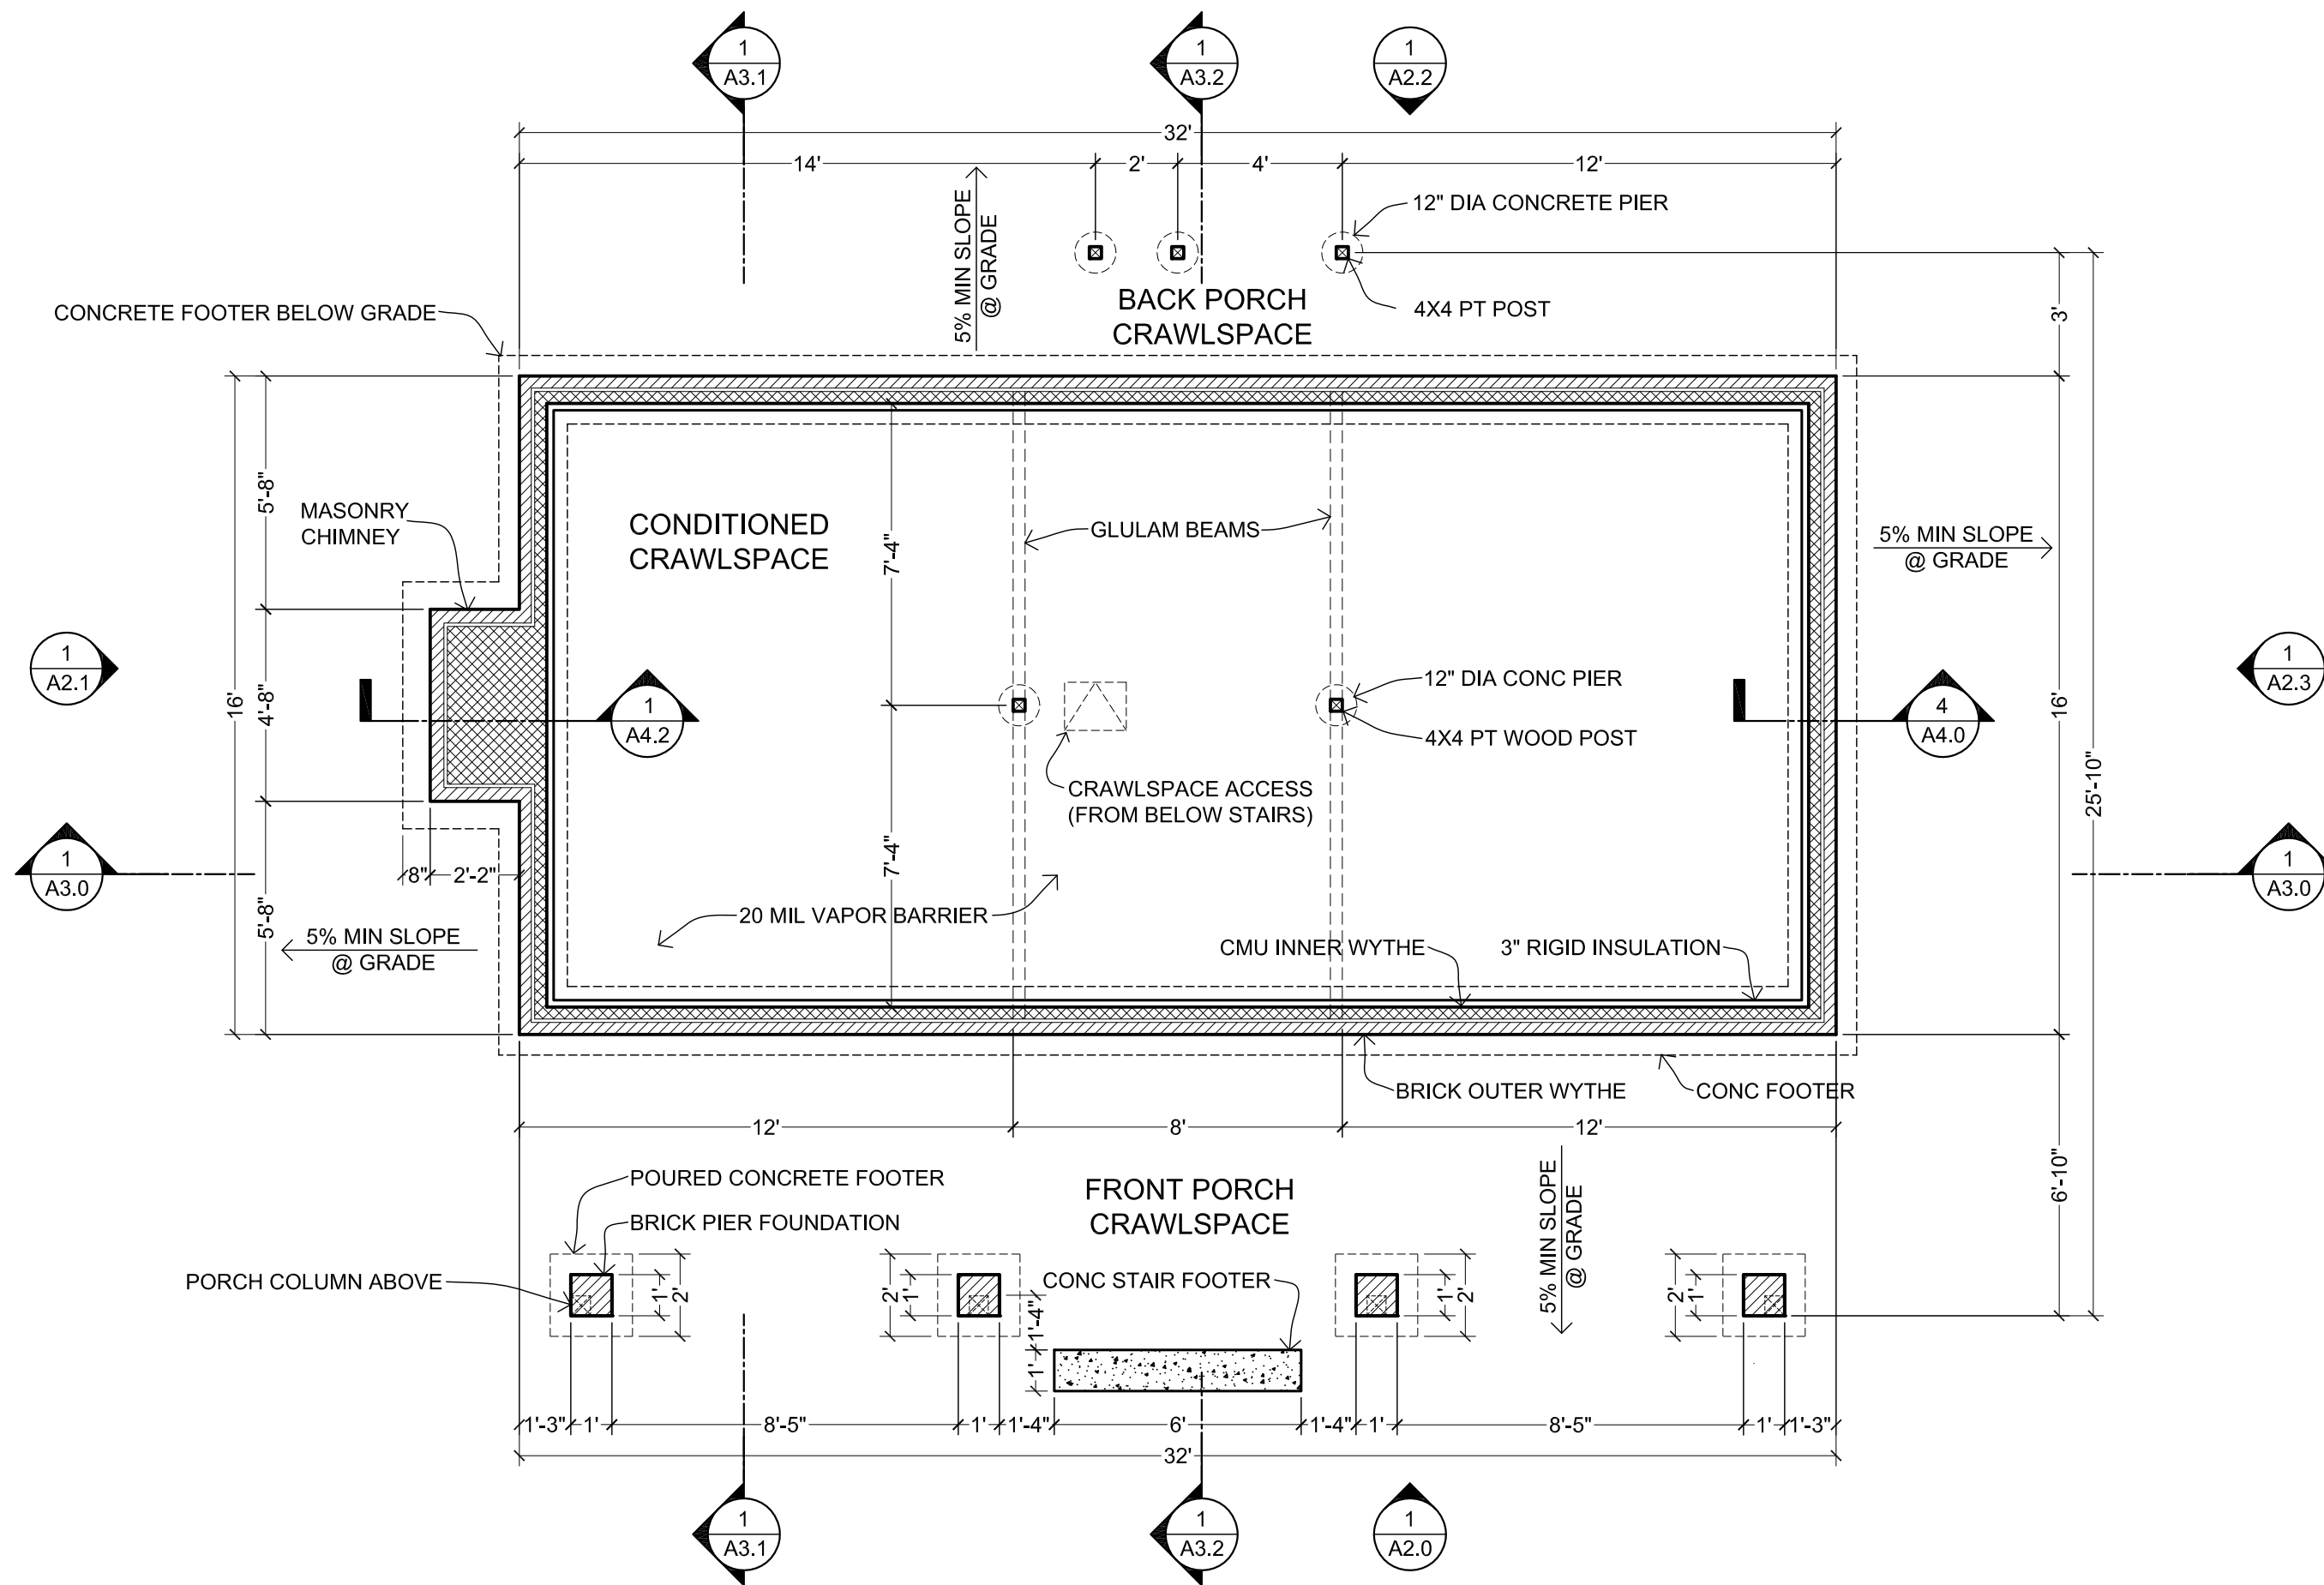 1
A3.1
1
A3.2
1
A2.2
32'
14'
2'
4'
12'
5% MIN SLOPE
@ GRADE
12" DIA CONCRETE PIER
4X4 PT POST
BACK PORCH
CRAWLSPACE
CONCRETE FOOTER BELOW GRADE
3'
5'-8"
MASONRY
CHIMNEY
CONDITIONED
CRAWLSPACE
7'-4"
GLULAM BEAMS
5% MIN SLOPE
@ GRADE
1
A2.1
16'
4'-8"
1
A4.2
12" DIA CONC PIER
4X4 PT WOOD POST
4
A4.0
16'
1
A2.3
25'-10"
CRAWLSPACE ACCESS
(FROM BELOW STAIRS)
1
A3.0
8"
2'-2"
7'-4"
1
A3.0
5'-8"
5% MIN SLOPE
@ GRADE
20 MIL VAPOR BARRIER
CMU INNER WYTHE
3" RIGID INSULATION
BRICK OUTER WYTHE
CONC FOOTER
12'
8'
12'
6'-10"
POURED CONCRETE FOOTER
BRICK PIER FOUNDATION
FRONT PORCH
CRAWLSPACE
5% MIN SLOPE
@ GRADE
PORCH COLUMN ABOVE
1'
2'
2'
1'
CONC STAIR FOOTER
1'-4"
1'
1'
2'
2'
1'
1'-3"
1'
8'-5"
1'
1'-4"
6'
1'-4"
1'
8'-5"
1'
1'-3"
32'
1
A3.1
1
A3.2
1
A2.0